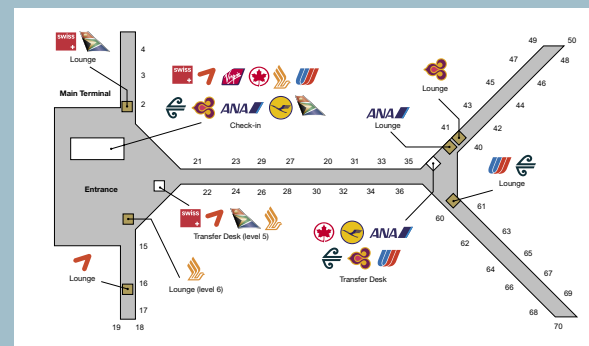 swiss
Lounge
Main Terminal
4
3
2
swiss
Virgin
ANA
Check-in
Entrance
swiss
Transfer Desk (level 5)
15
16
17
19 18
Lounge
Lounge (level 6)
21 23 29 27 20 31 33 35
22 24 26 28 30 32 34 36
ANA
Transfer Desk
ANA
Lounge
Lounge
49 50
47 48
45 46
43 44
41 42
40
Lounge
60 61
62 63
64 65
66 67
68 69
70